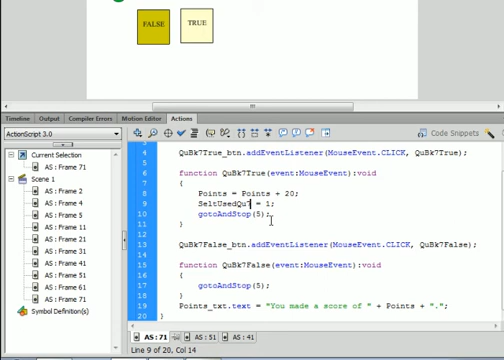 FALSE
TRUE
Timeline
Output
Compiler Errors
Motion Editor
Actions
ActionScript 3.0
Code Snippets
Current Selection
AS : Frame 71
Scene 1
AS : Frame 2
AS : Frame 4
AS : Frame 5
AS : Frame 21
AS : Frame 31
AS : Frame 41
AS : Frame 51
AS : Frame 61
AS : Frame 71
Symbol Definition(s)
4 QuBk7True_btn.addEventListener(MouseEvent.CLICK, QuBk7True);
5
6 function QuBk7True (event:MouseEvent):void
7 {
8 Points = Points + 20;
9 SeltUsedQu7 = 1;
10 gotoAndStop(5);
11 }
12
13 QuBk7False_btn.addEventListener(MouseEvent.CLICK, QuBk7False);
14
15 function QuBk7False (event:MouseEvent):void
16 {
17
18 gotoAndStop(5);
19 Points_txt.text = "You made a score of " + Points + ".";
20 }
AS : 71
AS : 51
AS : 41
Line 9 of 20, Col 14